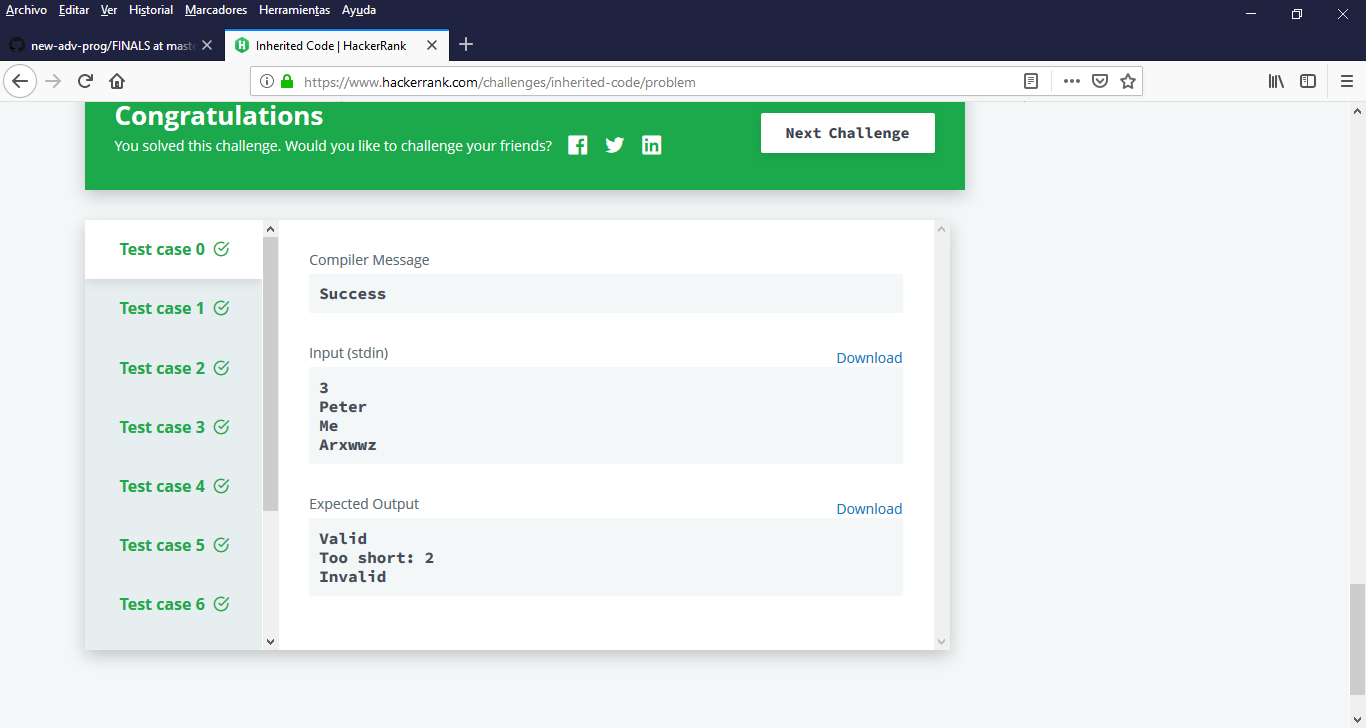 Archivo Editar Ver Historial Marcadores Herramientas Ayuda
new-adv-prog/FINALS at mast
Inherited Code | HackerRank
https://www.hackerrank.com/challenges/inherited-code/problem
Congratulations
You solved this challenge. Would you like to challenge your friends?
Next Challenge
Test case 0
Test case 1
Test case 2
Test case 3
Test case 4
Test case 5
Test case 6
Compiler Message
Success
Input (stdin)
Download
3
Peter
Me
Arxwwz
Expected Output
Download
Valid
Too short: 2
Invalid